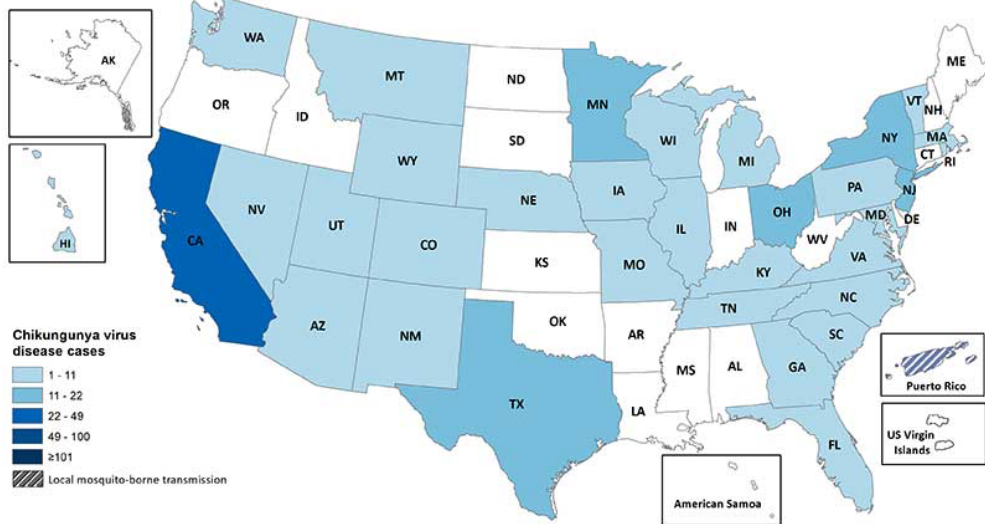 AK
WA
MT
ND
MN
ME
OR
ID
SD
WI
VT
NH
NY
MA
CT
RI
WY
MI
HI
NV
UT
NE
IA
PA
NJ
CA
CO
IL
IN
OH
MD
DE
WV
KS
MO
KY
VA
AZ
NM
OK
AR
TN
NC
SC
MS
AL
GA
TX
LA
FL
Chikungunya virus
disease cases
1 - 11
11 - 22
22 - 49
49 - 100
≥101
Local mosquito-borne transmission
Puerto Rico
US Virgin
Islands
American Samoa